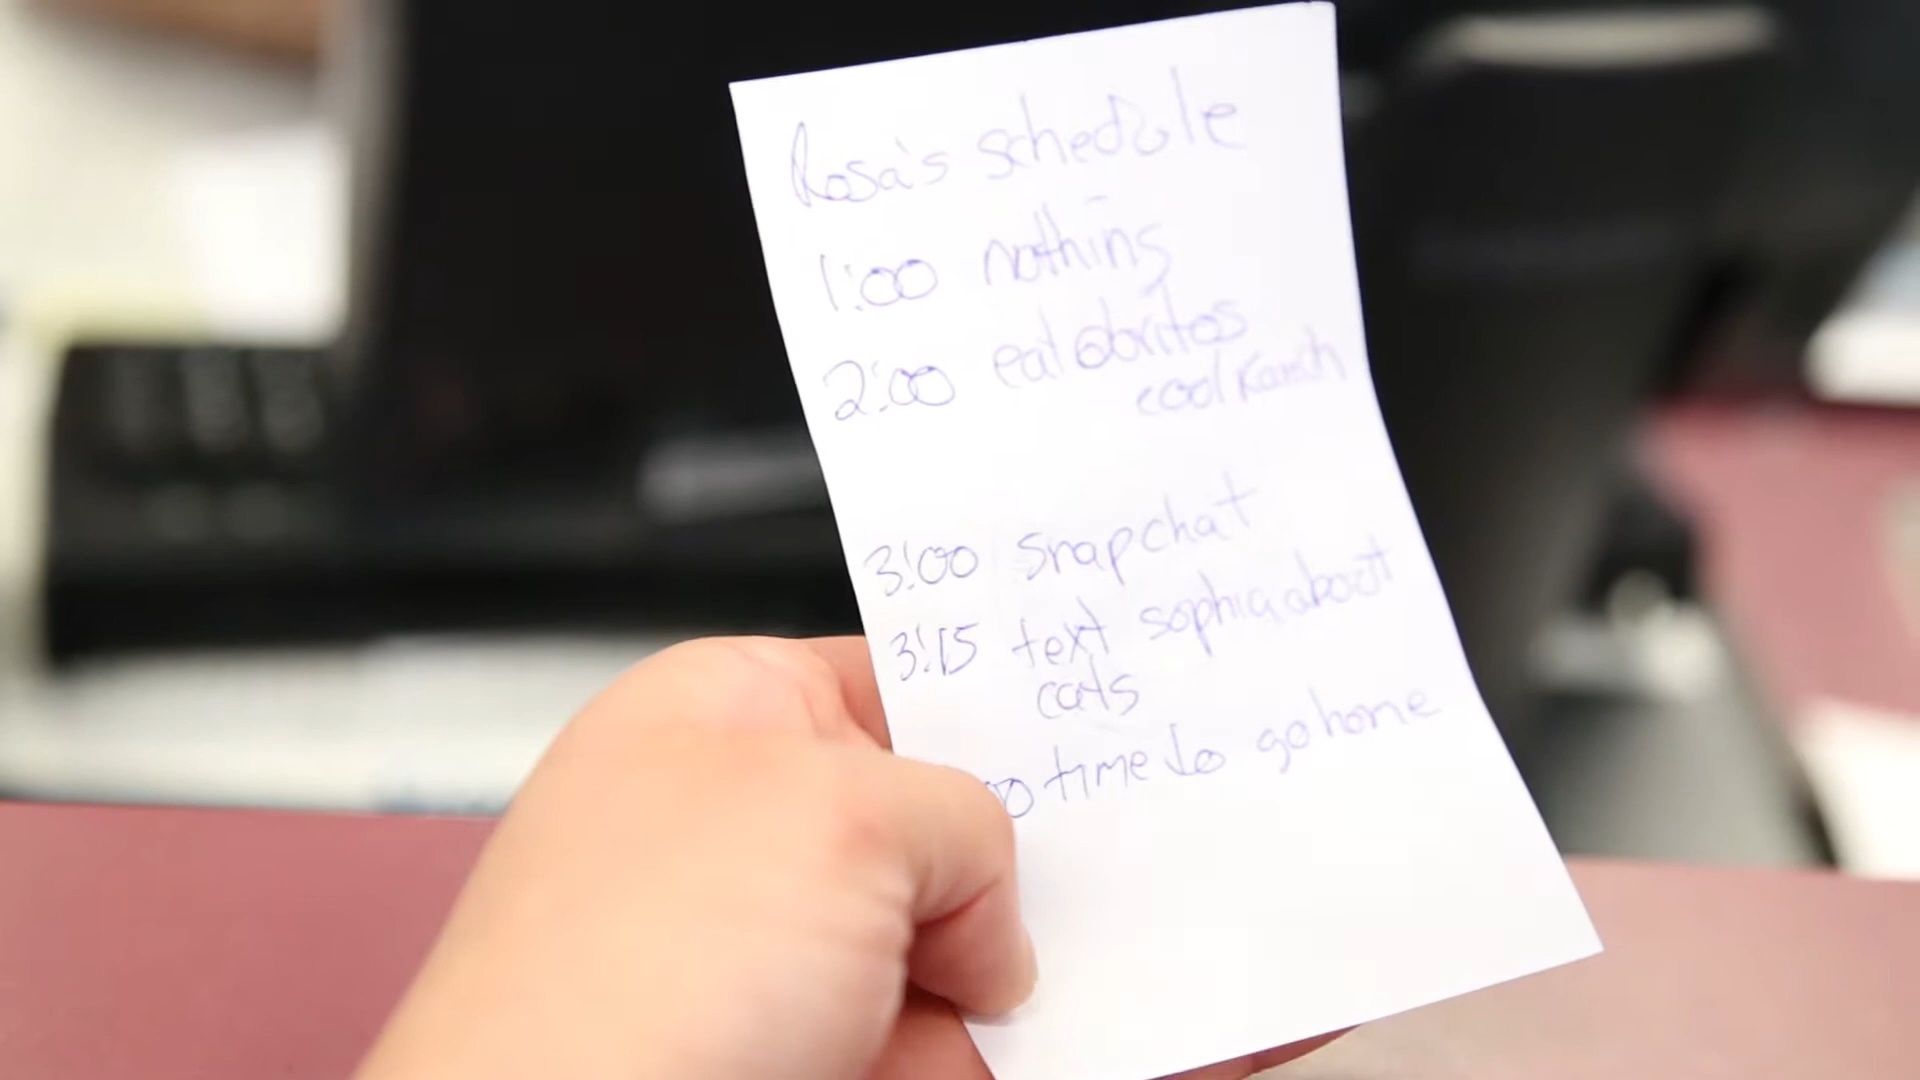 Rosa's schedule
1:00 nothing
2:00 eat doritos
cool Ranch
3:00 snapchat
3:15 text sophia about
cats
00 time to go home